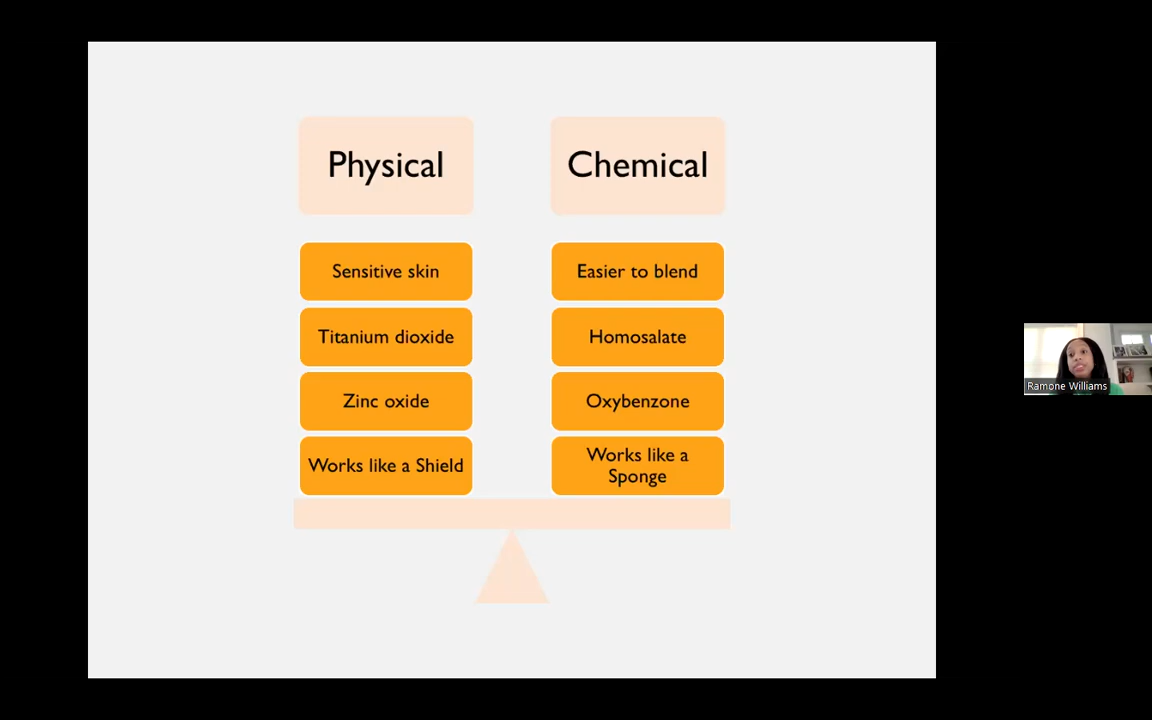 Physical
Chemical
Sensitive skin
Easier to blend
Titanium dioxide
Homosalate
Zinc oxide
Oxybenzone
Works like a Shield
Works like a
Sponge
Ramone Williams